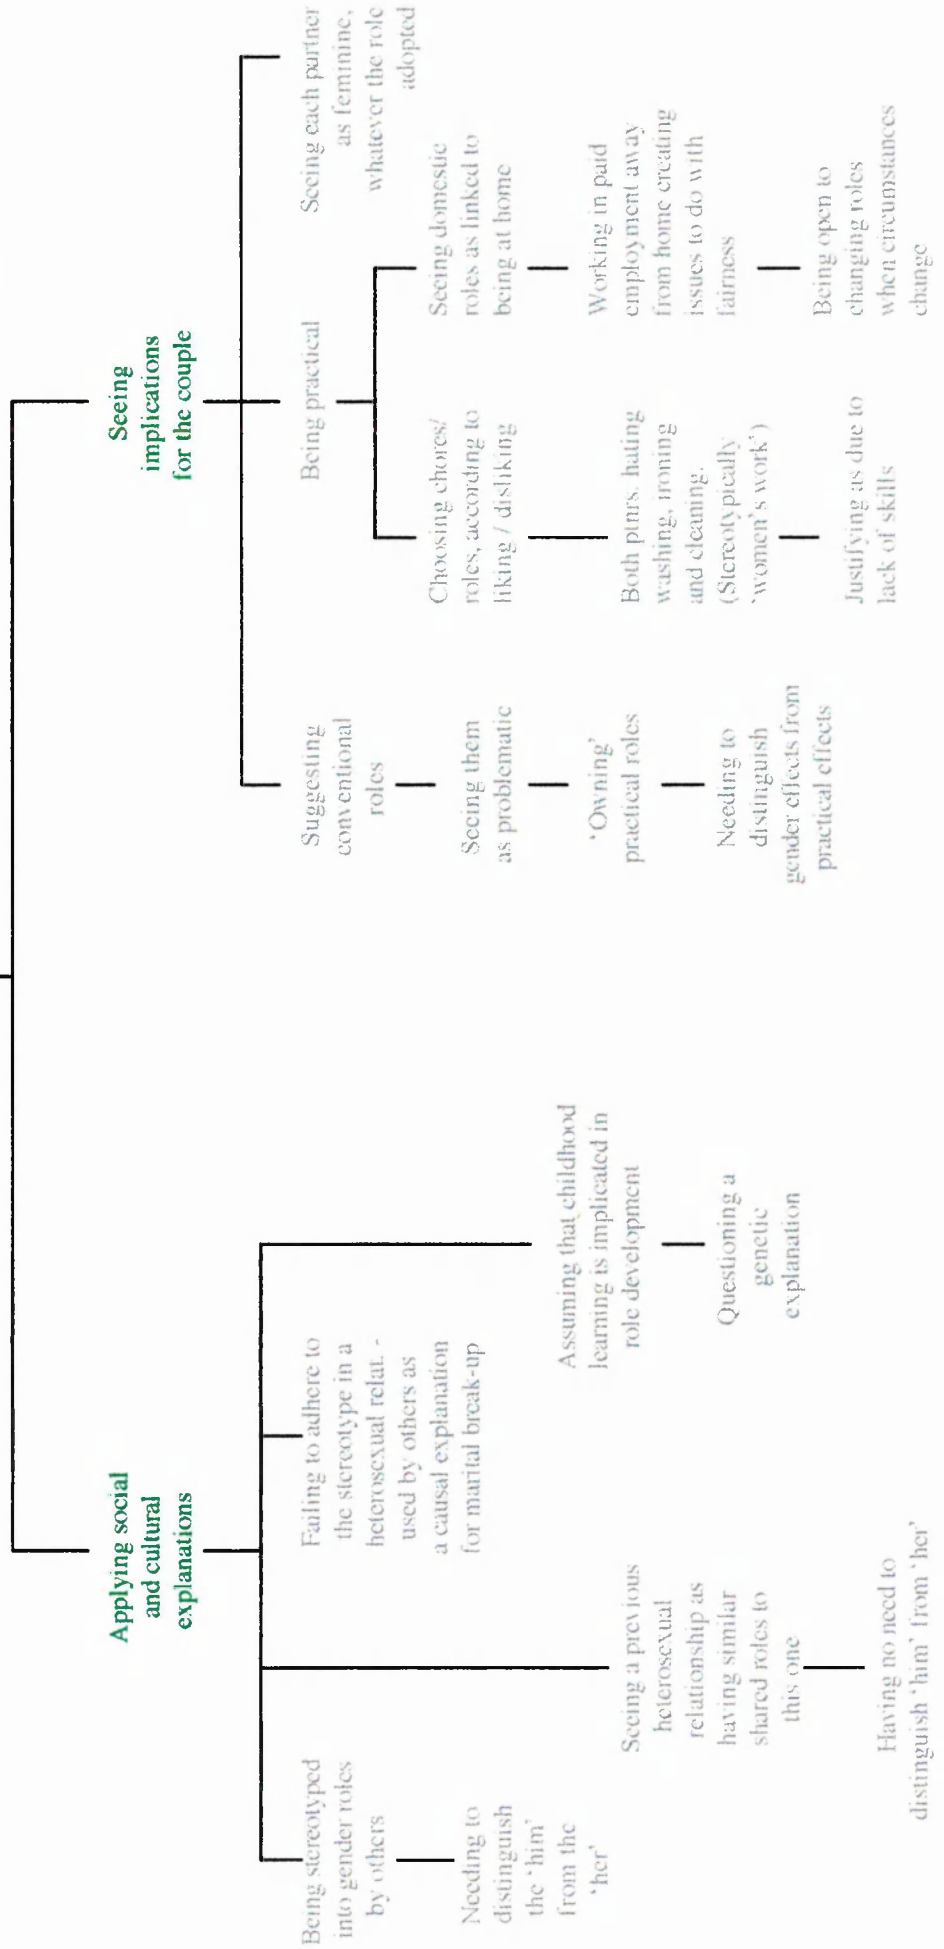 Applying social
and cultural
explanations
Being stereotyped
into gender roles
by others
Needing to
distinguish
the 'him'
from the
'her'
Seeing a previous
heterosexual
relationship as
having similar
shared roles to
this one
Having no need to
distinguish 'him' from 'her'
Failing to adhere to
the stereotype in a
heterosexual relat. -
used by others as
a causal explanation
for marital break-up
Assuming that childhood
learning is implicated in
role development
Questioning a
genetic
explanation
Seeing
implications
for the couple
Suggesting
conventional
roles
Seeing them
as problematic
'Owning'
practical roles
Needing to
distinguish
gender effects from
practical effects
Being practical
Choosing chores/
roles, according to
liking / disliking
Both ptnrs. hating
washing, ironing
and cleaning.
(Stereotypically
'women's work')
Justifying as due to
lack of skills
Seeing domestic
roles as linked to
being at home
Working in paid
employment away
from home creating
issues to do with
fairness
Being open to
changing roles
when circumstances
change
Seeing each partner
as feminine,
whatever the role
adopted